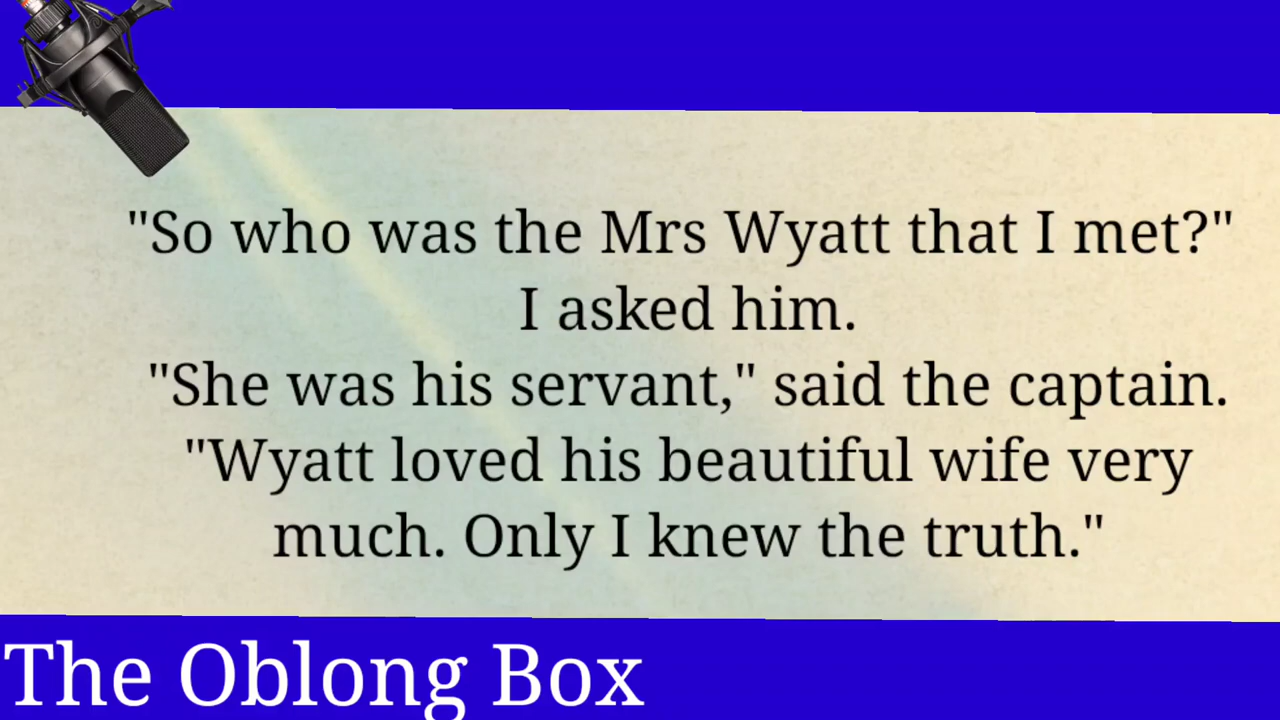 "So who was the Mrs Wyatt that I met?"
I asked him.
"She was his servant," said the captain.
"Wyatt loved his beautiful wife very
much. Only I knew the truth."
The Oblong Box